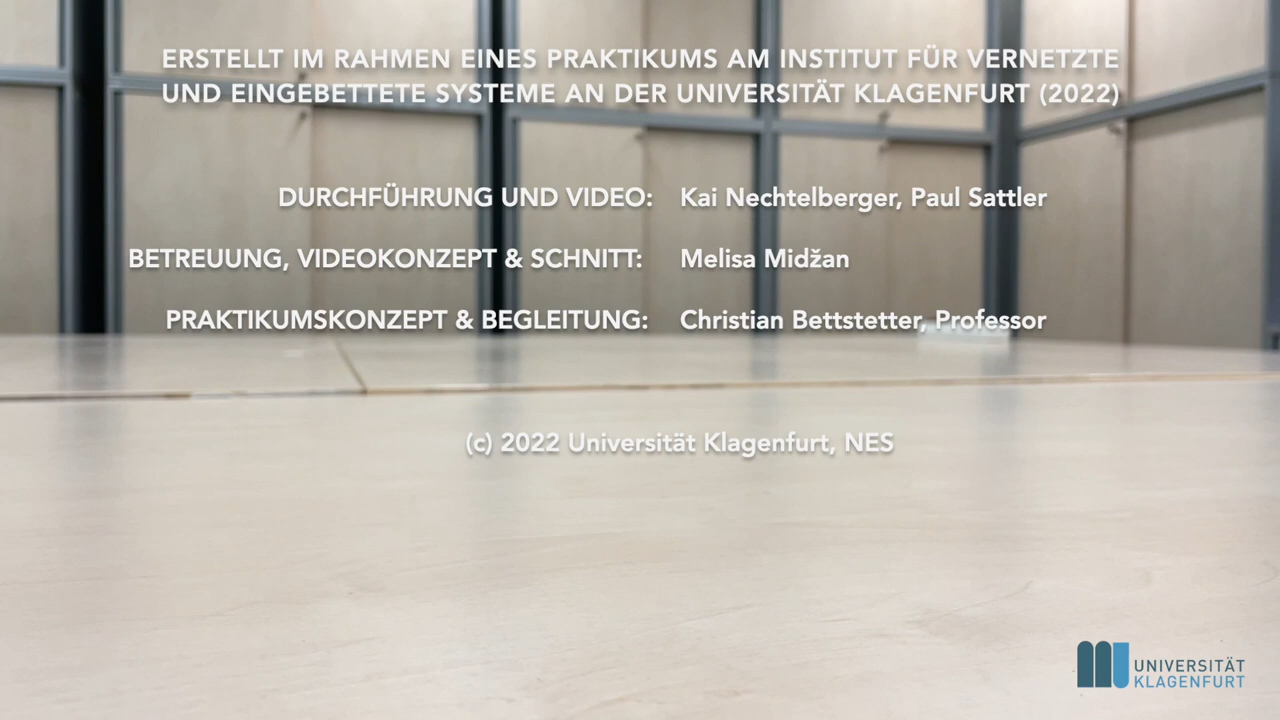 ERSTELLT IM RAHMEN EINES PRAKTIKUMS AM INSTITUT FÜR VERNETZTE
UND EINGEBETTETE SYSTEME AN DER UNIVERSITÄT KLAGENFURT (2022)
DURCHFÜHRUNG UND VIDEO: Kai Nechtelberger, Paul Sattler
BETREUUNG, VIDEOKONZEPT & SCHNITT: Melisa Midžan
PRAKTIKUMSKONZEPT & BEGLEITUNG: Christian Bettstetter, Professor
(c) 2022 Universität Klagenfurt, NES
UNIVERSITÄT
KLAGENFURT